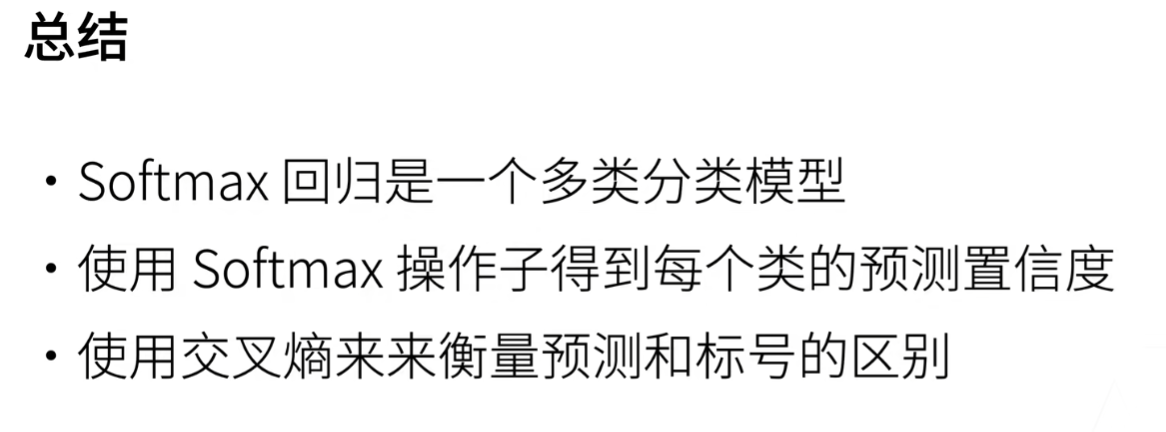 总结
• Softmax 回归是一个多类分类模型
• 使用 Softmax 操作子得到每个类的预测置信度
• 使用交叉熵来来衡量预测和标号的区别